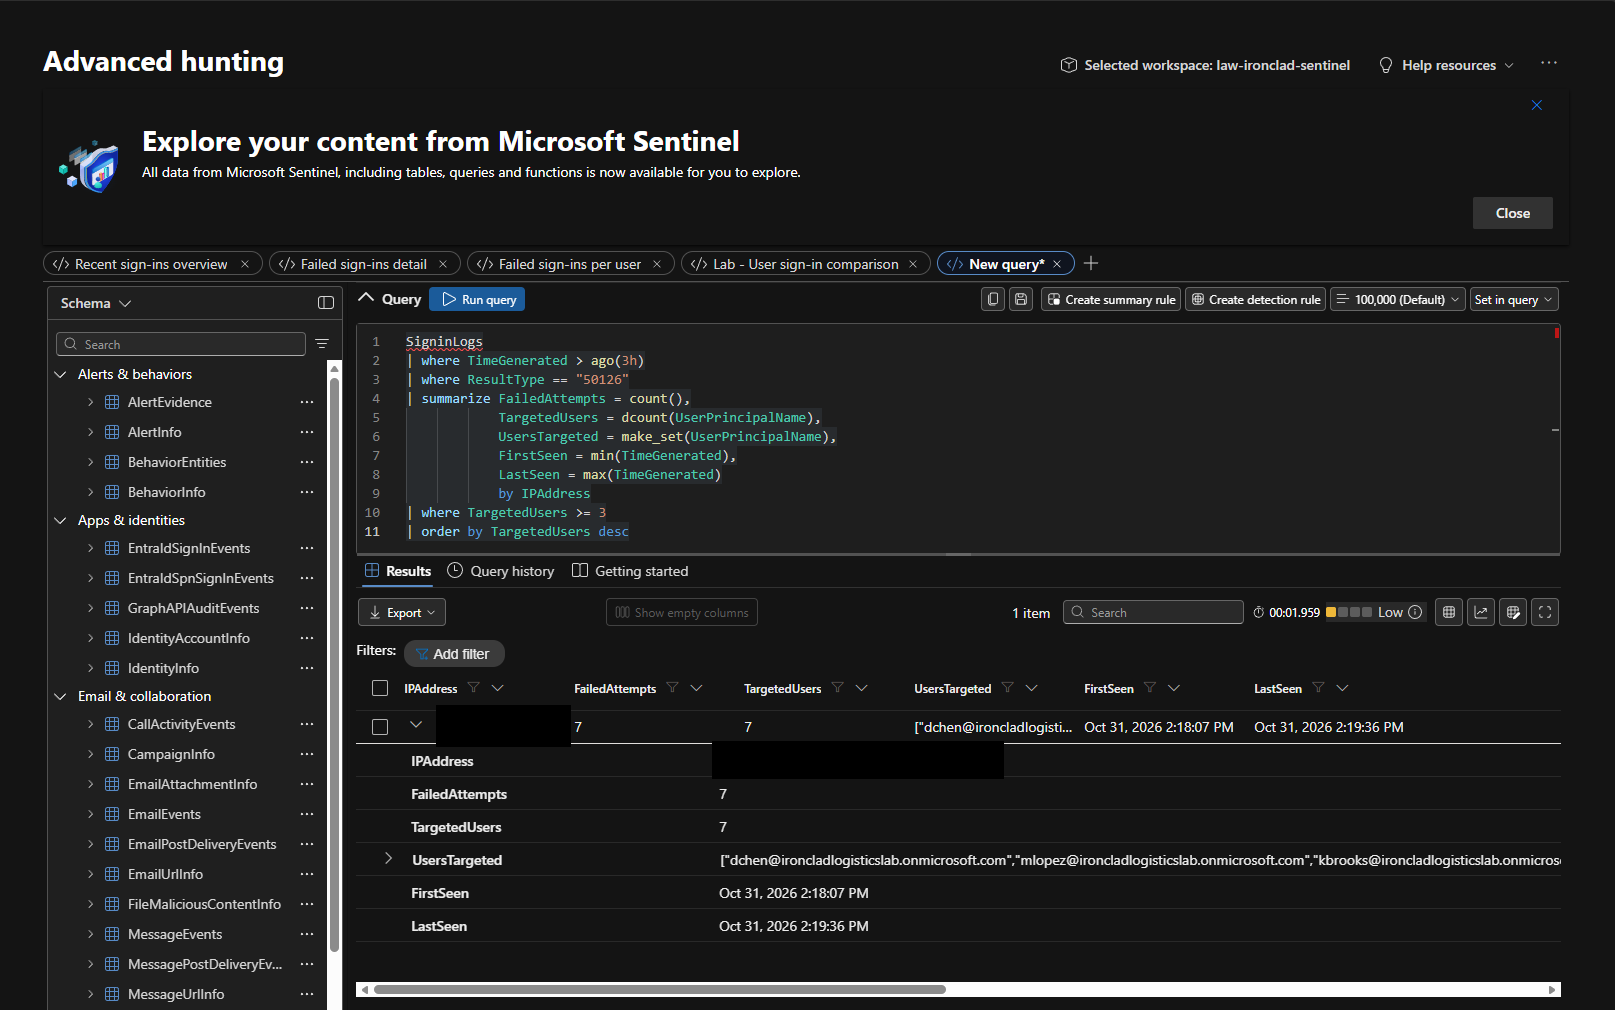 Advanced hunting
Selected workspace: law-ironclad-sentinel
Help resources
Explore your content from Microsoft Sentinel
All data from Microsoft Sentinel, including tables, queries and functions is now available for you to explore.
Close
Recent sign-ins overview
Failed sign-ins detail
Failed sign-ins per user
Lab - User sign-in comparison
New query*
Schema
Search
Alerts & behaviors
AlertEvidence
AlertInfo
BehaviorEntities
BehaviorInfo
Apps & identities
EntraIdSignInEvents
EntraIdSpnSignInEvents
GraphAPIAuditEvents
IdentityAccountInfo
IdentityInfo
Email & collaboration
CallActivityEvents
CampaignInfo
EmailAttachmentInfo
EmailEvents
EmailPostDeliveryEvents
EmailUrlInfo
FileMaliciousContentInfo
MessageEvents
MessagePostDeliveryEv...
MessageUrlInfo
Query
Run query
Create summary rule
Create detection rule
100,000 (Default)
Set in query
1 SigninLogs
2 | where TimeGenerated > ago(3h)
3 | where ResultType == "50126"
4 | summarize FailedAttempts = count(),
5 TargetedUsers = dcount(UserPrincipalName),
6 UsersTargeted = make_set(UserPrincipalName),
7 FirstSeen = min(TimeGenerated),
8 LastSeen = max(TimeGenerated)
9 by IPAddress
10 | where TargetedUsers >= 3
11 | order by TargetedUsers desc
Results
Query history
Getting started
Export
Show empty columns
1 item
Search
00:01.959
Low
Filters:
Add filter
IPAddress FailedAttempts TargetedUsers UsersTargeted FirstSeen LastSeen
7 7 ["dchen@ironcladlogisti... Oct 31, 2026 2:18:07 PM Oct 31, 2026 2:19:36 PM
IPAddress
FailedAttempts 7
TargetedUsers 7
UsersTargeted ["dchen@ironcladlogisticslab.onmicrosoft.com","mlopez@ironcladlogisticslab.onmicrosoft.com","kbrooks@ironcladlogisticslab.onmicroso
FirstSeen Oct 31, 2026 2:18:07 PM
LastSeen Oct 31, 2026 2:19:36 PM